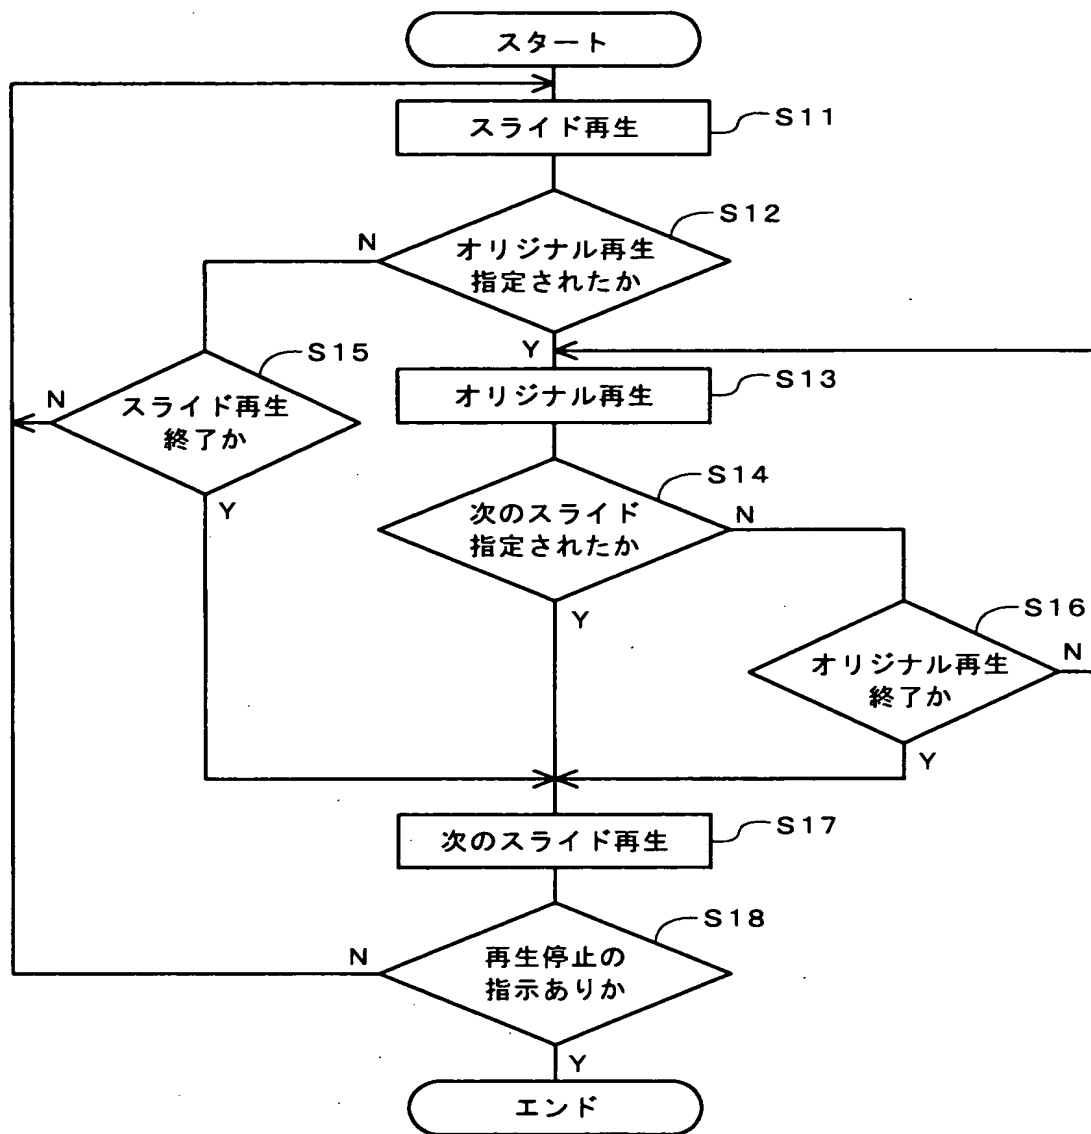 スタート
スライド再生
S11
S12
N
オリジナル再生
指定されたか
Y
S15
N
スライド再生
終了か
Y
オリジナル再生
S13
S14
次のスライド
指定されたか
N
Y
S16
オリジナル再生
終了か
N
Y
次のスライド再生
S17
S18
N
再生停止の
指示ありか
Y
エンド